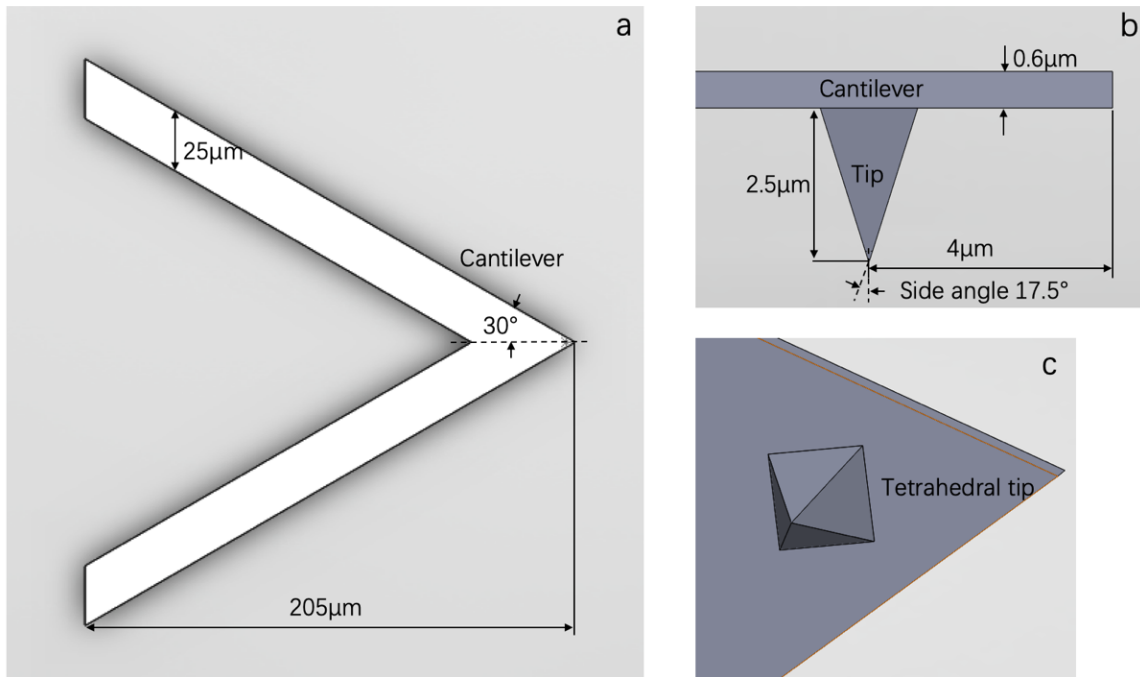 a
25μm
Cantilever
30°
205μm
b
0.6μm
Cantilever
2.5μm
Tip
4μm
Side angle 17.5°
c
Tetrahedral tip